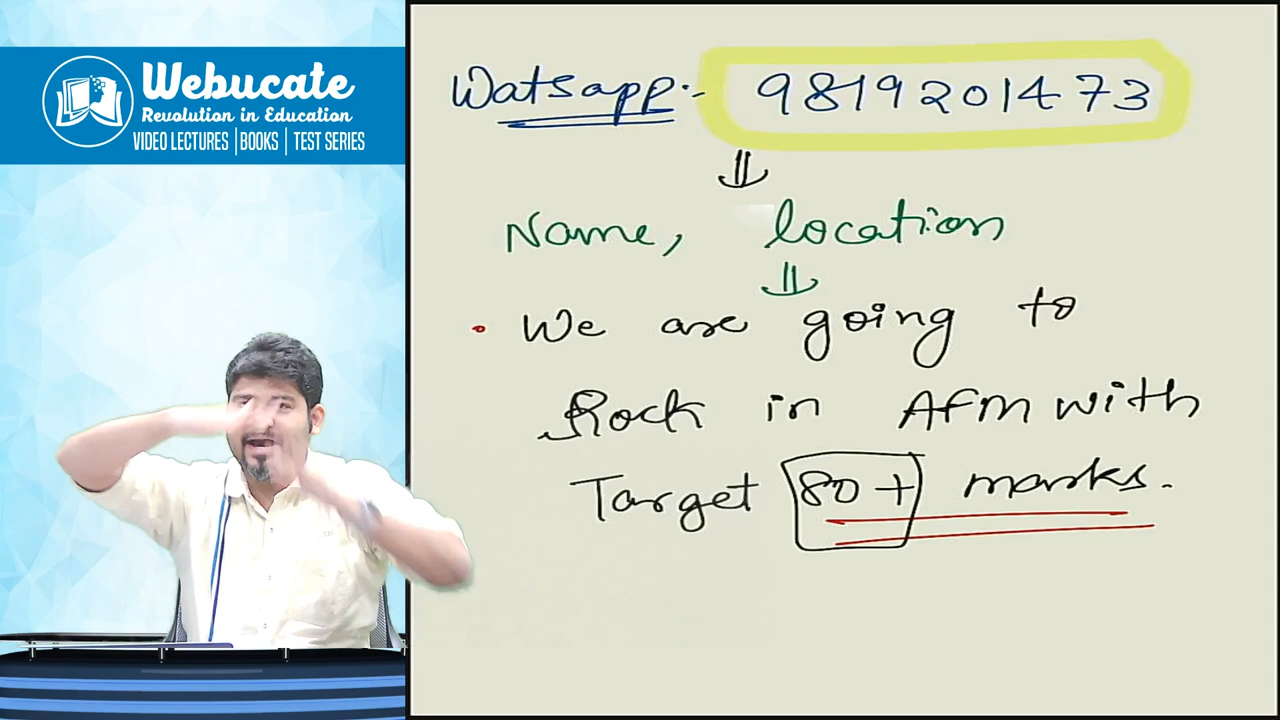 Webucate
Revolution in Education
VIDEO LECTURES | BOOKS | TEST SERIES
Watsapp:- 9819201473
Name, location
• We are going to
Rock in AFM with
Target 80+ marks.